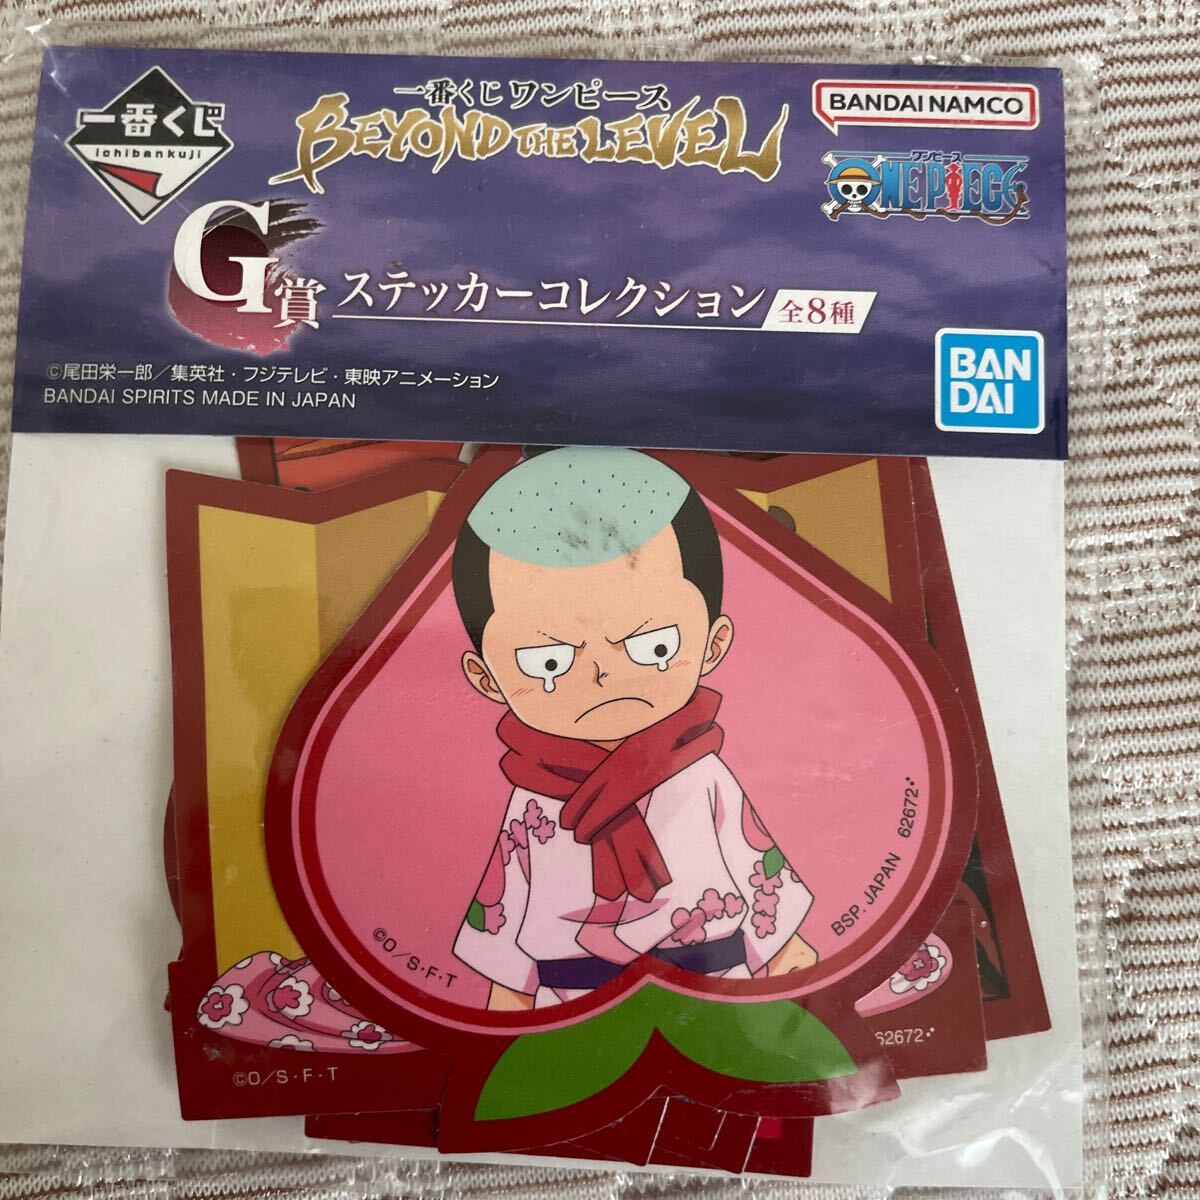 一番くじ
ichibankuji
一番くじ ワンピース
BEYOND THE LEVEL
BANDAI NAMCO
ワンピース
ONE PIECE
G賞 ステッカーコレクション 全8種
©尾田栄一郎／集英社・フジテレビ・東映アニメーション
BANDAI SPIRITS MADE IN JAPAN
BAN
DAI
©O/S・F・T
BSP. JAPAN 62672
©O/S・F・T
62672